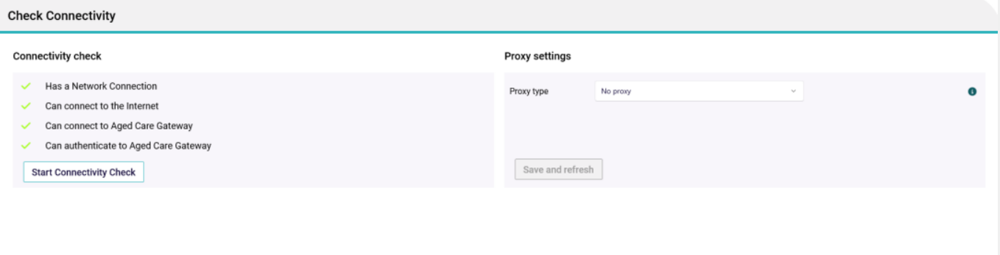 Check Connectivity
Connectivity check
Has a Network Connection
Can connect to the Internet
Can connect to Aged Care Gateway
Can authenticate to Aged Care Gateway
Start Connectivity Check
Proxy settings
Proxy type
No proxy
Save and refresh